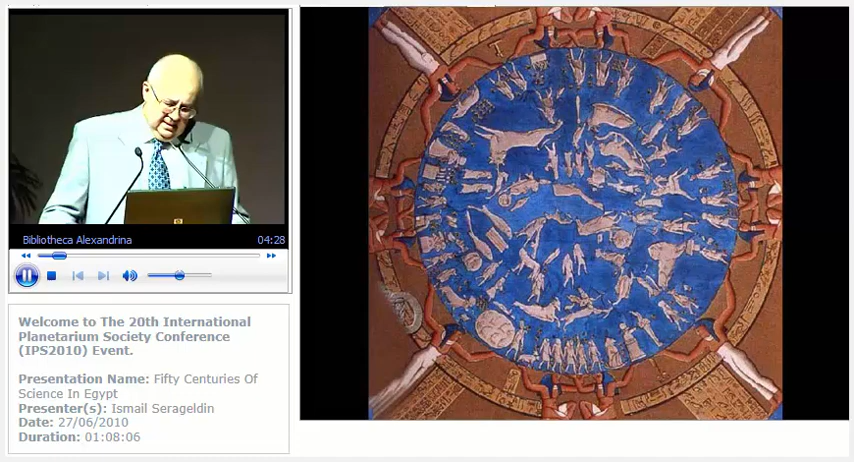 Bibliotheca Alexandrina 04:28
Welcome to The 20th International
Planetarium Society Conference
(IPS2010) Event.
Presentation Name: Fifty Centuries Of
Science In Egypt
Presenter(s): Ismail Serageldin
Date: 27/06/2010
Duration: 01:08:06